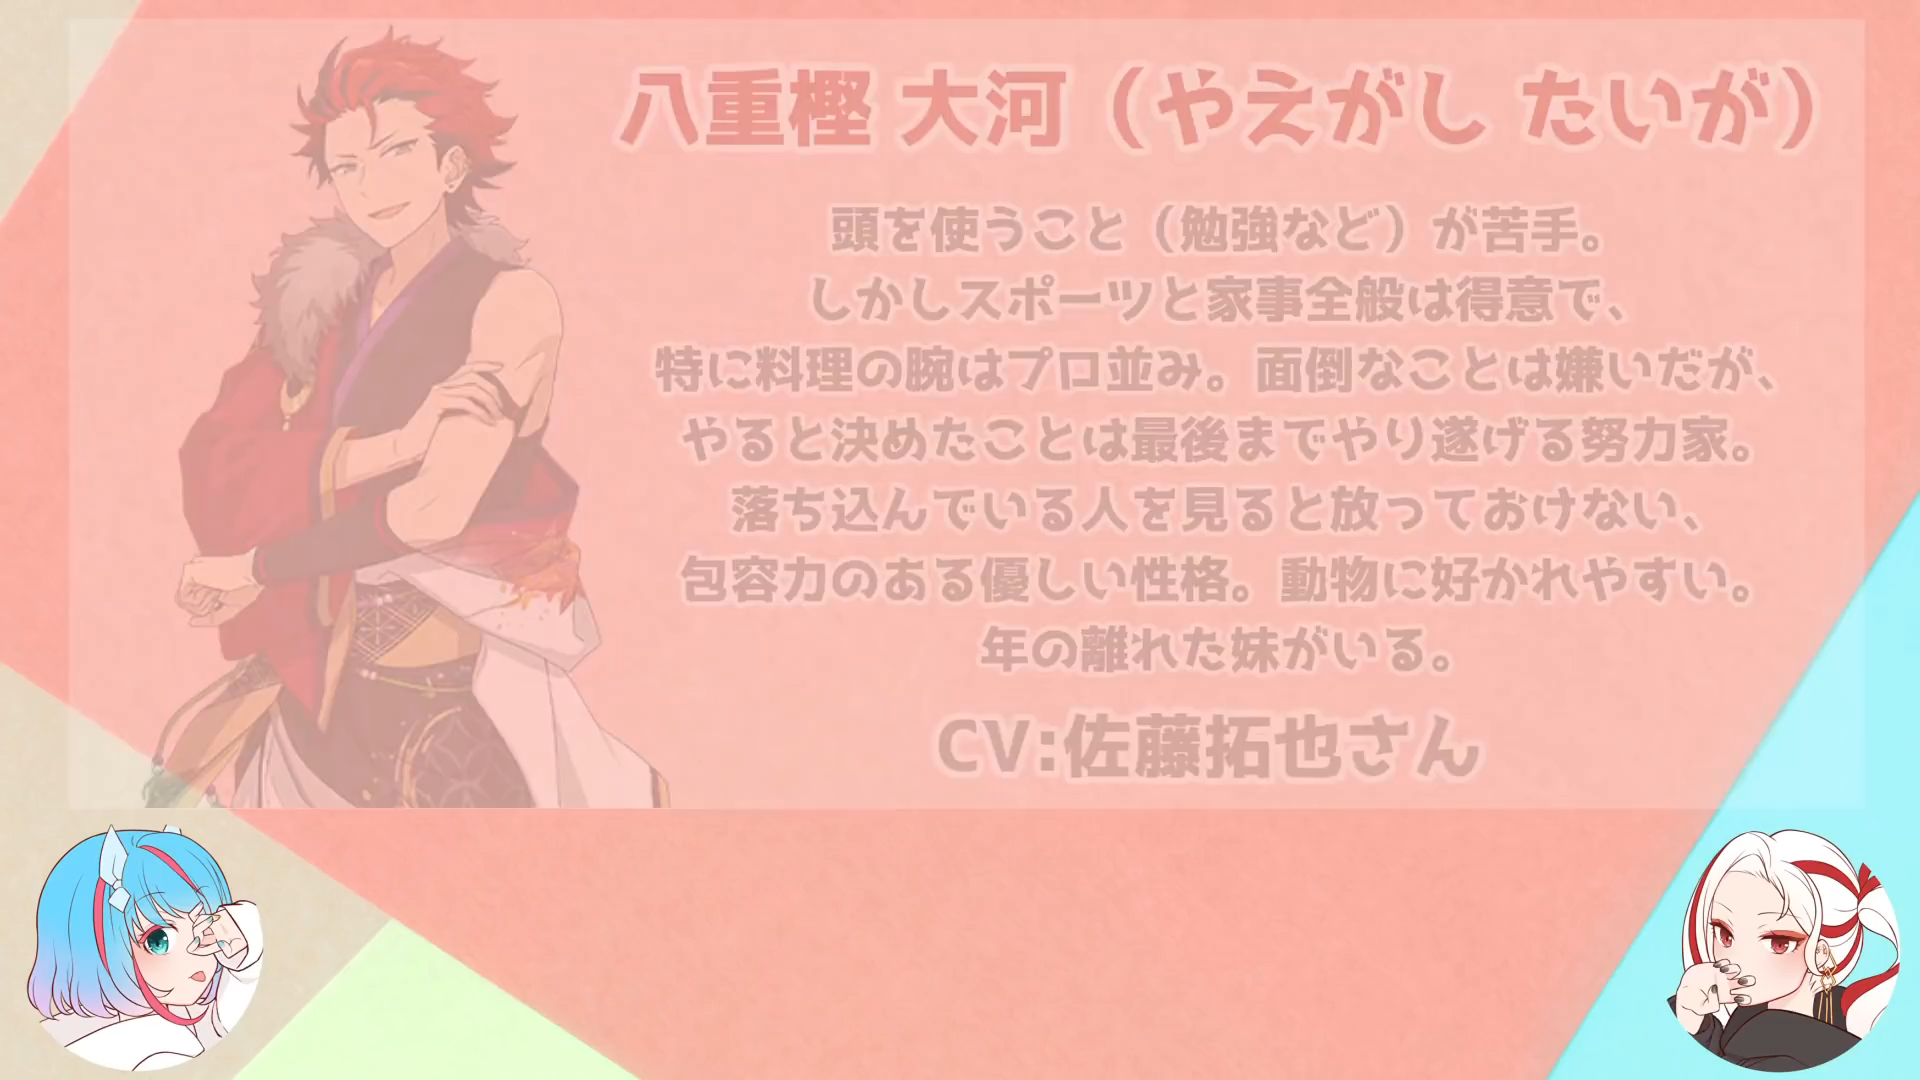 八重樫 大河（やえがし たいが）
頭を使うこと（勉強など）が苦手。
しかしスポーツと家事全般は得意で、
特に料理の腕はプロ並み。面倒なことは嫌いだが、
やると決めたことは最後までやり遂げる努力家。
落ち込んでいる人を見ると放っておけない、
包容力のある優しい性格。動物に好かれやすい。
年の離れた妹がいる。
CV:佐藤拓也さん